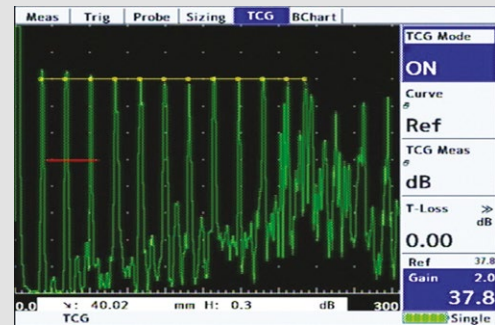 Meas Trig Probe Sizing TCG BChart
TCG Mode
ON
Curve
Ref
TCG Meas
dB
T-Loss »
dB
0.00
Ref 37.8
Gain 2.0
37.8
0.0 ↘: 40.02 mm H: 0.3 dB 300
TCG Single